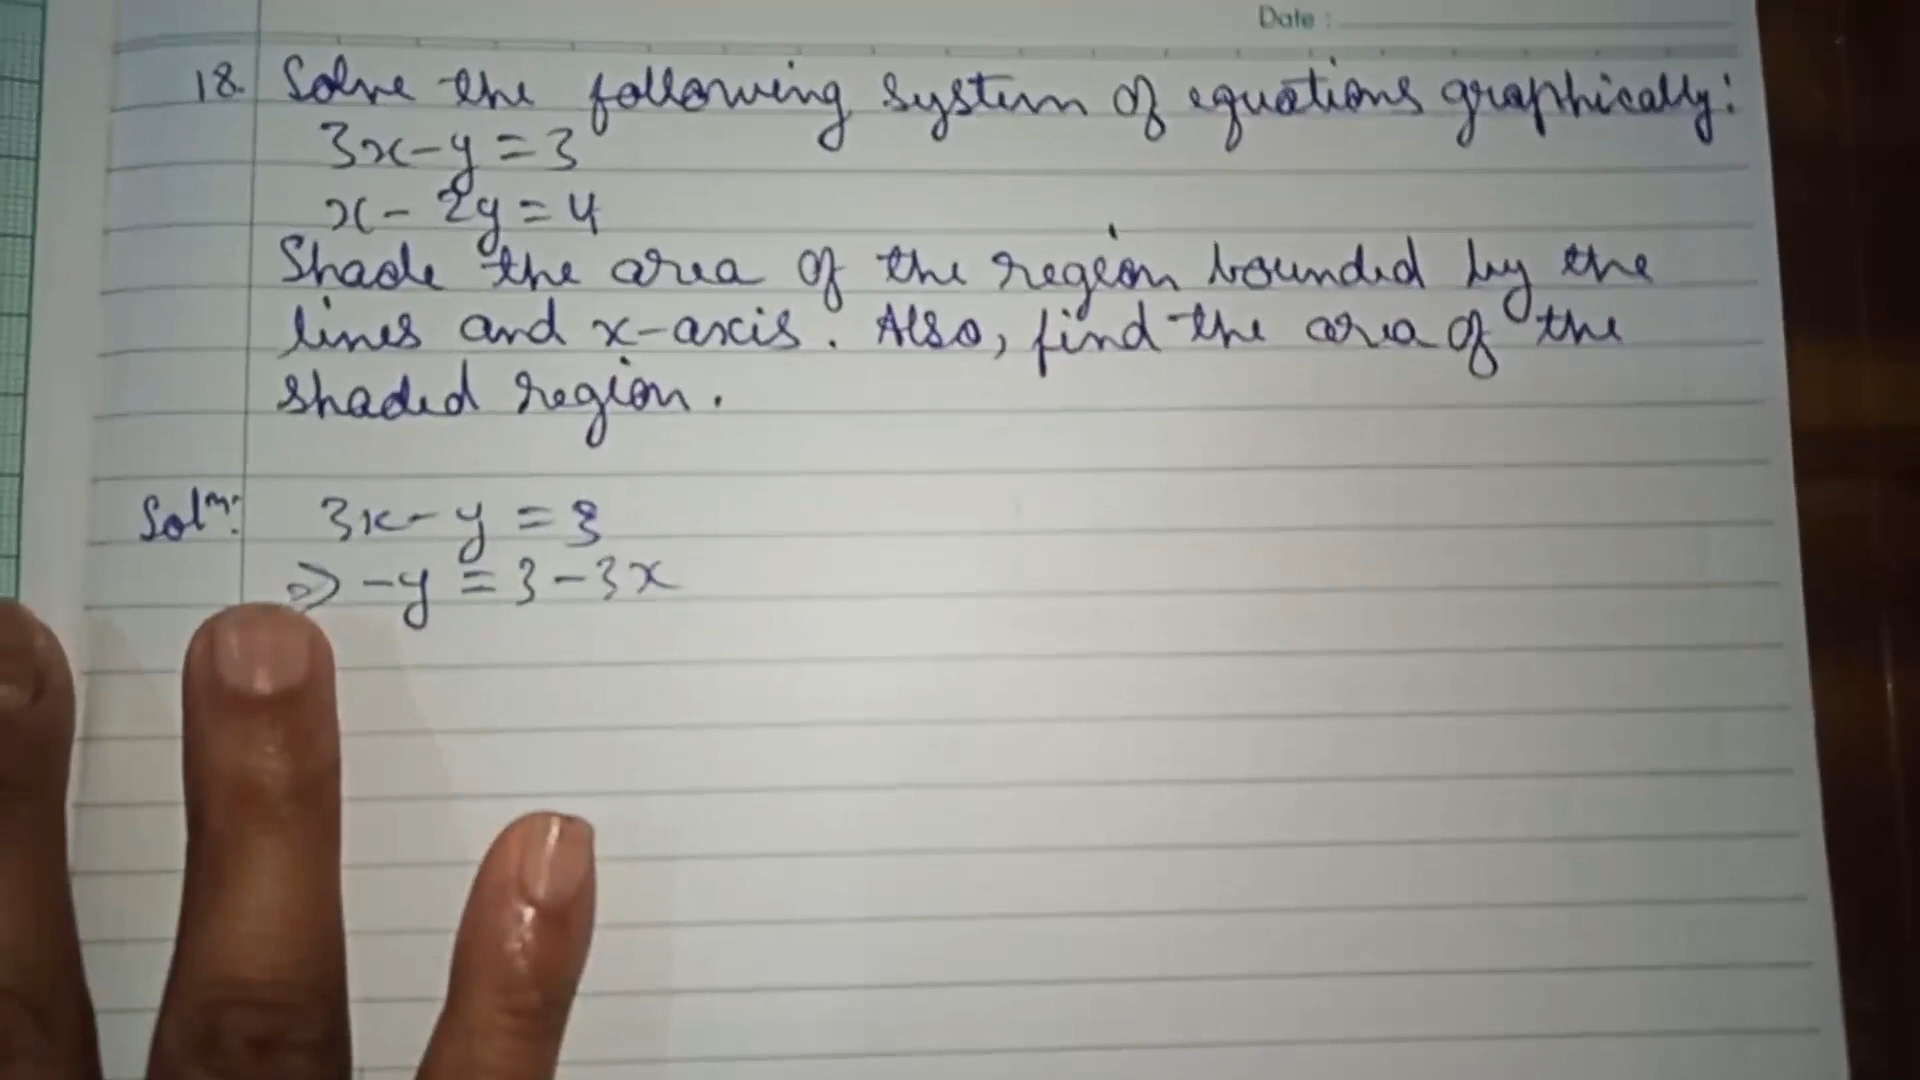 Date :
18. Solve the following system of equations graphically:
3x-y=3
x-2y=4
Shade the area of the region bounded by the
lines and x-axis. Also, find the area of the
shaded region.
Solⁿ: 3x-y=3
⇒ -y=3-3x